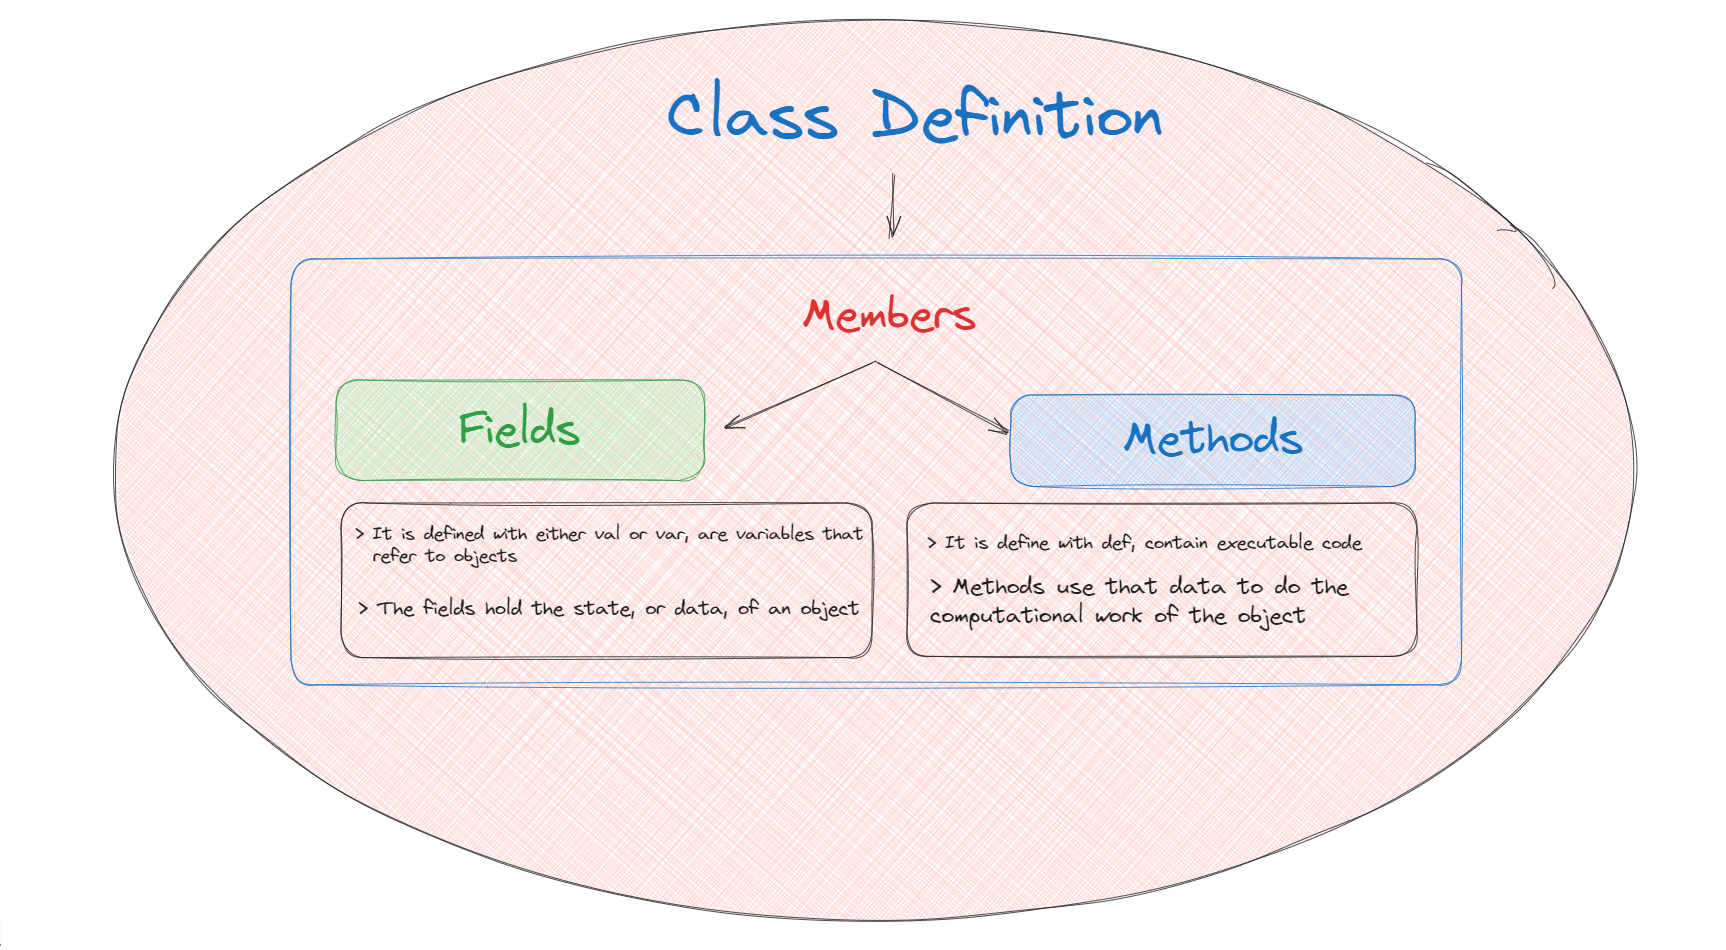 Class Definition
Members
Fields
Methods
> It is defined with either val or var, are variables that
refer to objects
> The fields hold the state, or data, of an object
> It is define with def, contain executable code
> Methods use that data to do the
computational work of the object